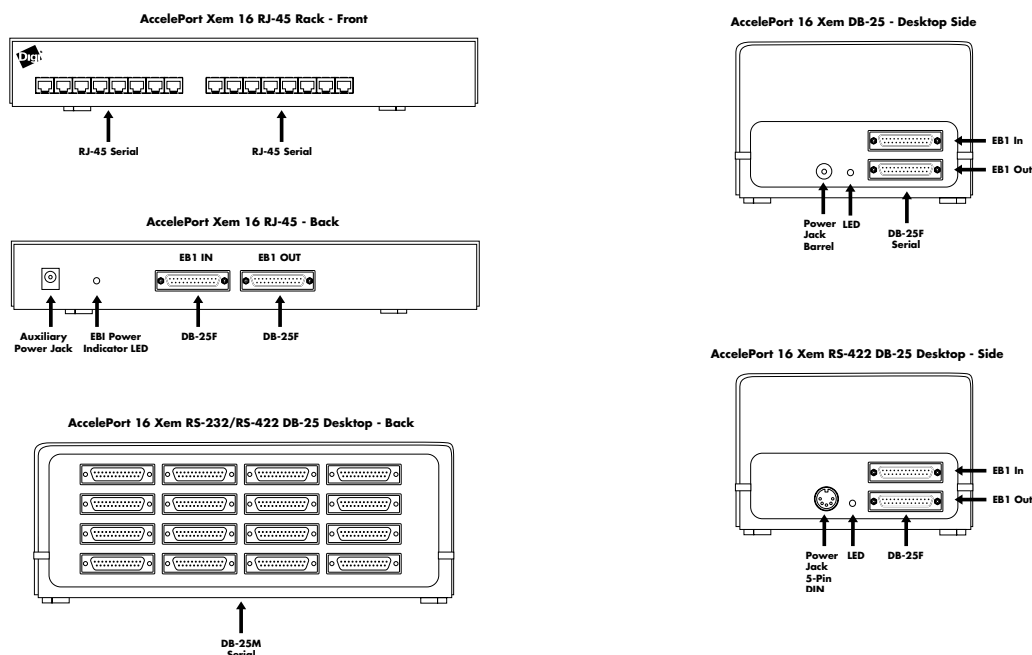 AccelePort Xem 16 RJ-45 Rack - Front
Digi
RJ-45 Serial
RJ-45 Serial
AccelePort Xem 16 RJ-45 - Back
EB1 IN
EB1 OUT
Auxiliary
Power Jack
EBI Power
Indicator LED
DB-25F
DB-25F
AccelePort 16 Xem RS-232/RS-422 DB-25 Desktop - Back
DB-25M
Serial
AccelePort 16 Xem DB-25 - Desktop Side
EB1 In
EB1 Out
Power
Jack
Barrel
LED
DB-25F
Serial
AccelePort 16 Xem RS-422 DB-25 Desktop - Side
EB1 In
EB1 Out
Power
Jack
5-Pin
DIN
LED
DB-25F